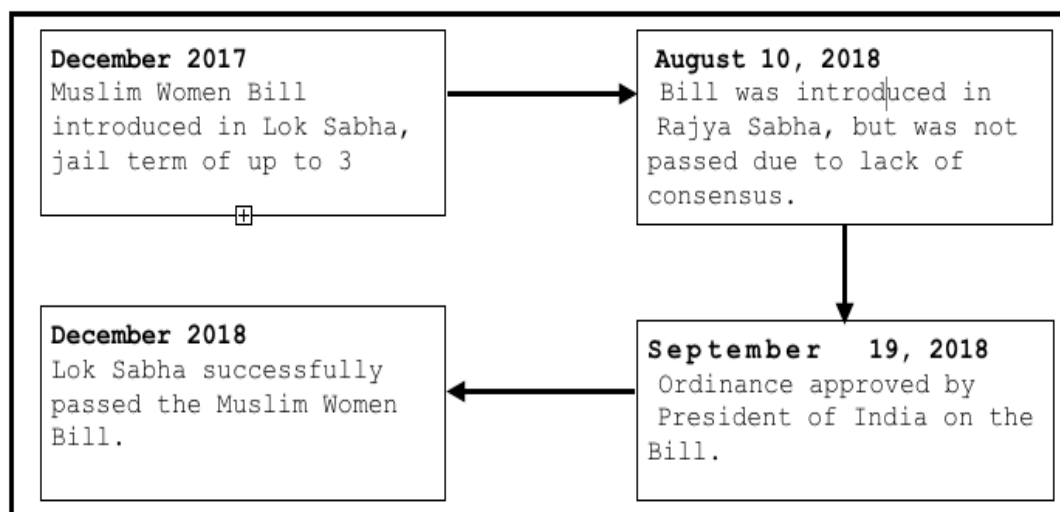 December 2017
Muslim Women Bill
introduced in Lok Sabha,
jail term of up to 3
August 10, 2018
Bill was introduced in
Rajya Sabha, but was not
passed due to lack of
consensus.
September 19, 2018
Ordinance approved by
President of India on the
Bill.
December 2018
Lok Sabha successfully
passed the Muslim Women
Bill.